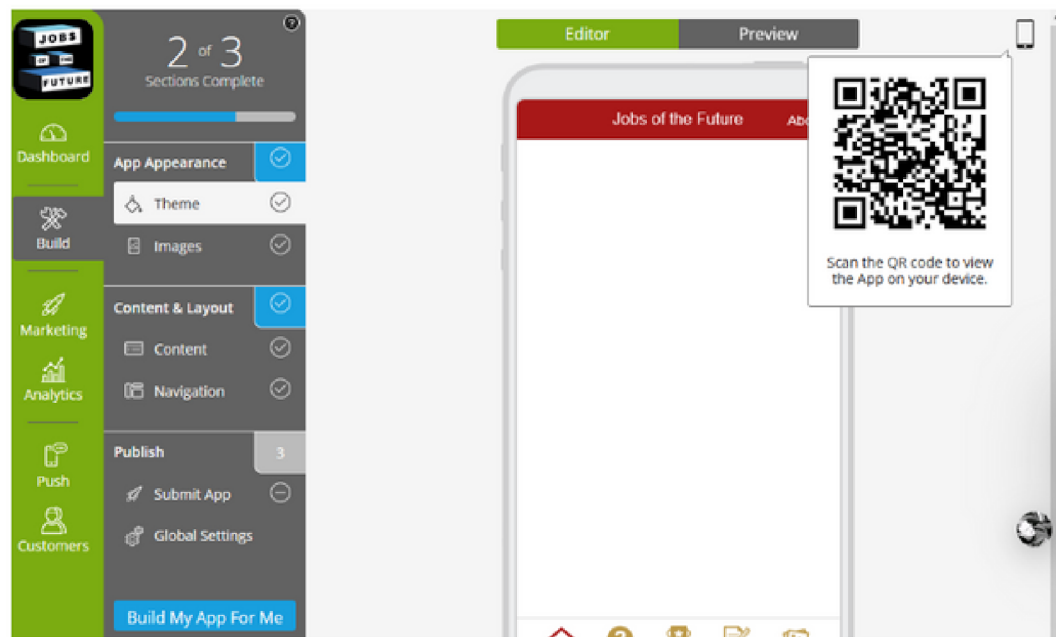 JOBS
OF THE
FUTURE
Dashboard
Build
Marketing
Analytics
Push
Customers
2 of 3
Sections Complete
App Appearance
Theme
Images
Content & Layout
Content
Navigation
Publish
3
Submit App
Global Settings
Build My App For Me
Editor
Preview
Jobs of the Future
Abo
Scan the QR code to view
the App on your device.